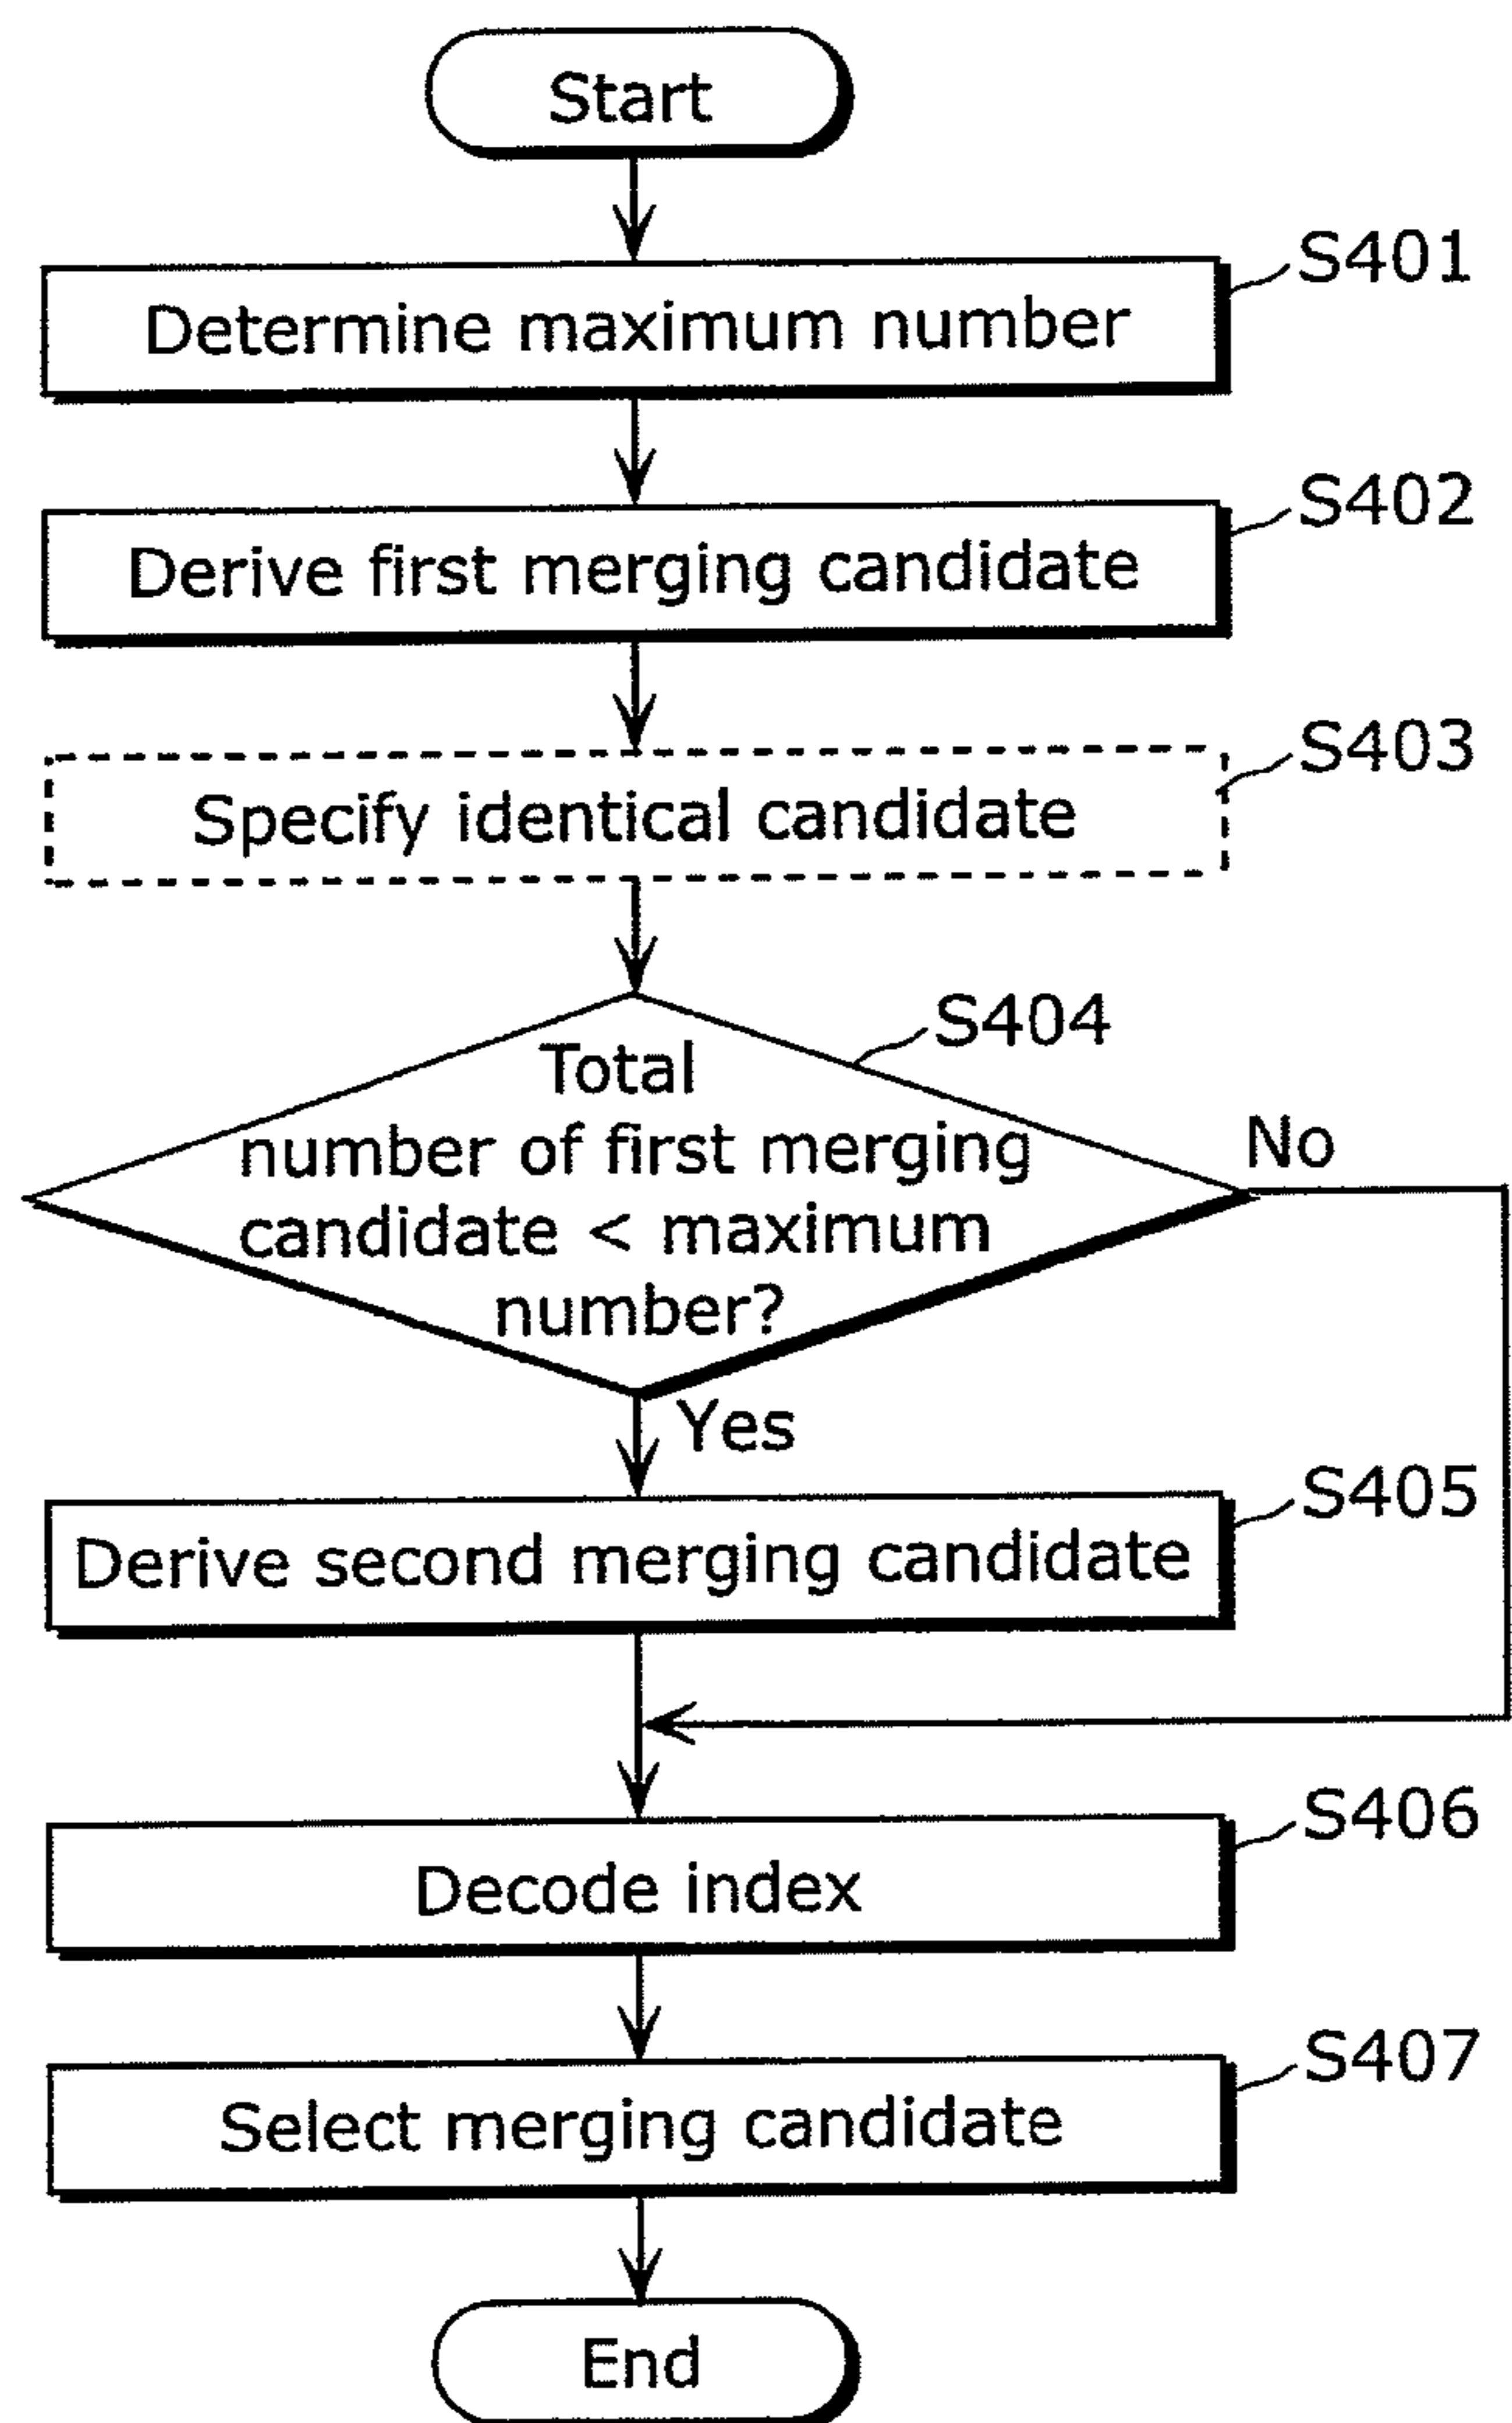 Start
S401
Determine maximum number
S402
Derive first merging candidate
S403
Specify identical candidate
S404
Total
number of first merging
candidate < maximum
number?
No
Yes
S405
Derive second merging candidate
S406
Decode index
S407
Select merging candidate
End